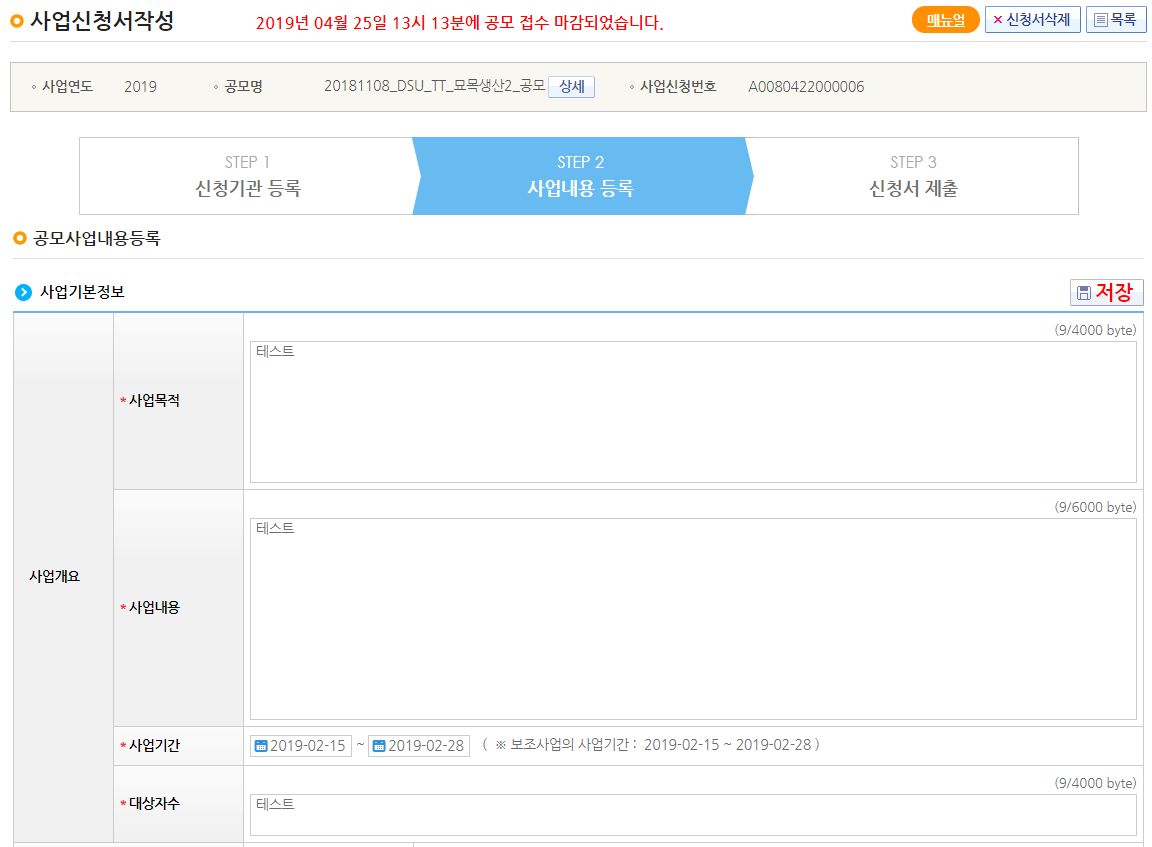 사업신청서작성
2019년 04월 25일 13시 13분에 공모 접수 마감되었습니다.
매뉴얼
× 신청서삭제
목록
사업연도 2019 공모명 20181108_DSU_TT_묘목생산2_공모 상세 사업신청번호 A0080422000006
STEP 1
신청기관 등록
STEP 2
사업내용 등록
STEP 3
신청서 제출
공모사업내용등록
사업기본정보
저장
사업개요
* 사업목적
(9/4000 byte)
테스트
* 사업내용
(9/6000 byte)
테스트
* 사업기간
2019-02-15 ~ 2019-02-28 ( ※ 보조사업의 사업기간 : 2019-02-15 ~ 2019-02-28 )
* 대상자수
(9/4000 byte)
테스트